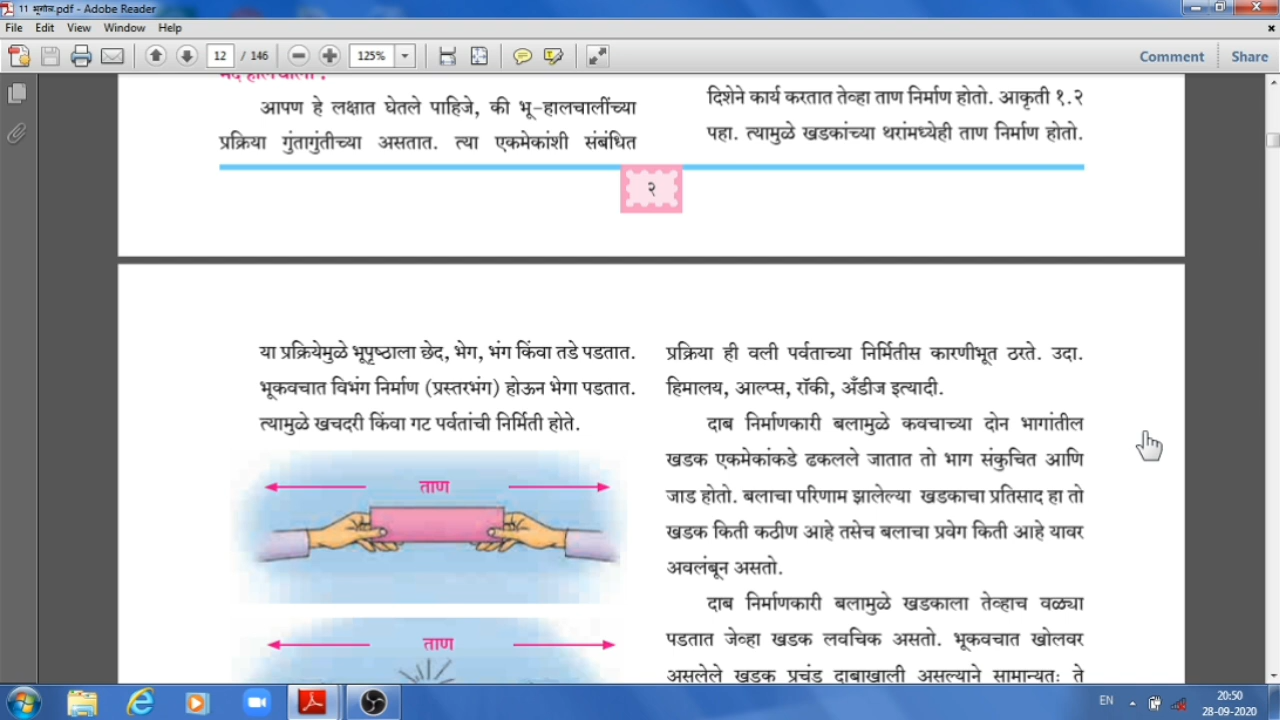 11 भूगोल.pdf - Adobe Reader
File Edit View Window Help
12 / 146 125% Comment Share
मंद हालचाली :
आपण हे लक्षात घेतले पाहिजे, की भू-हालचालींच्या
प्रक्रिया गुंतागुंतीच्या असतात. त्या एकमेकांशी संबंधित
दिशेने कार्य करतात तेव्हा ताण निर्माण होतो. आकृती १.२
पहा. त्यामुळे खडकांच्या थरांमध्येही ताण निर्माण होतो.
२
या प्रक्रियेमुळे भूपृष्ठाला छेद, भेग, भंग किंवा तडे पडतात.
भूकवचात विभंग निर्माण (प्रस्तरभंग) होऊन भेगा पडतात.
त्यामुळे खचदरी किंवा गट पर्वतांची निर्मिती होते.
ताण
ताण
प्रक्रिया ही वली पर्वताच्या निर्मितीस कारणीभूत ठरते. उदा.
हिमालय, आल्प्स, रॉकी, अँडीज इत्यादी.
दाब निर्माणकारी बलामुळे कवचाच्या दोन भागांतील
खडक एकमेकांकडे ढकलले जातात तो भाग संकुचित आणि
जाड होतो. बलाचा परिणाम झालेल्या खडकाचा प्रतिसाद हा तो
खडक किती कठीण आहे तसेच बलाचा प्रवेग किती आहे यावर
अवलंबून असतो.
दाब निर्माणकारी बलामुळे खडकाला तेव्हाच वळ्या
पडतात जेव्हा खडक लवचिक असतो. भूकवचात खोलवर
असलेले खडक प्रचंड दाबाखाली असल्याने सामान्यतः ते
EN 20:50
28-09-2020